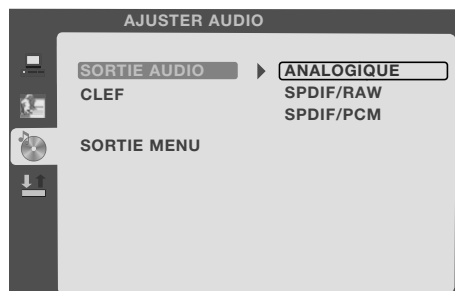 AJUSTER AUDIO
SORTIE AUDIO ANALOGIQUE
CLEF SPDIF/RAW
SPDIF/PCM
SORTIE MENU